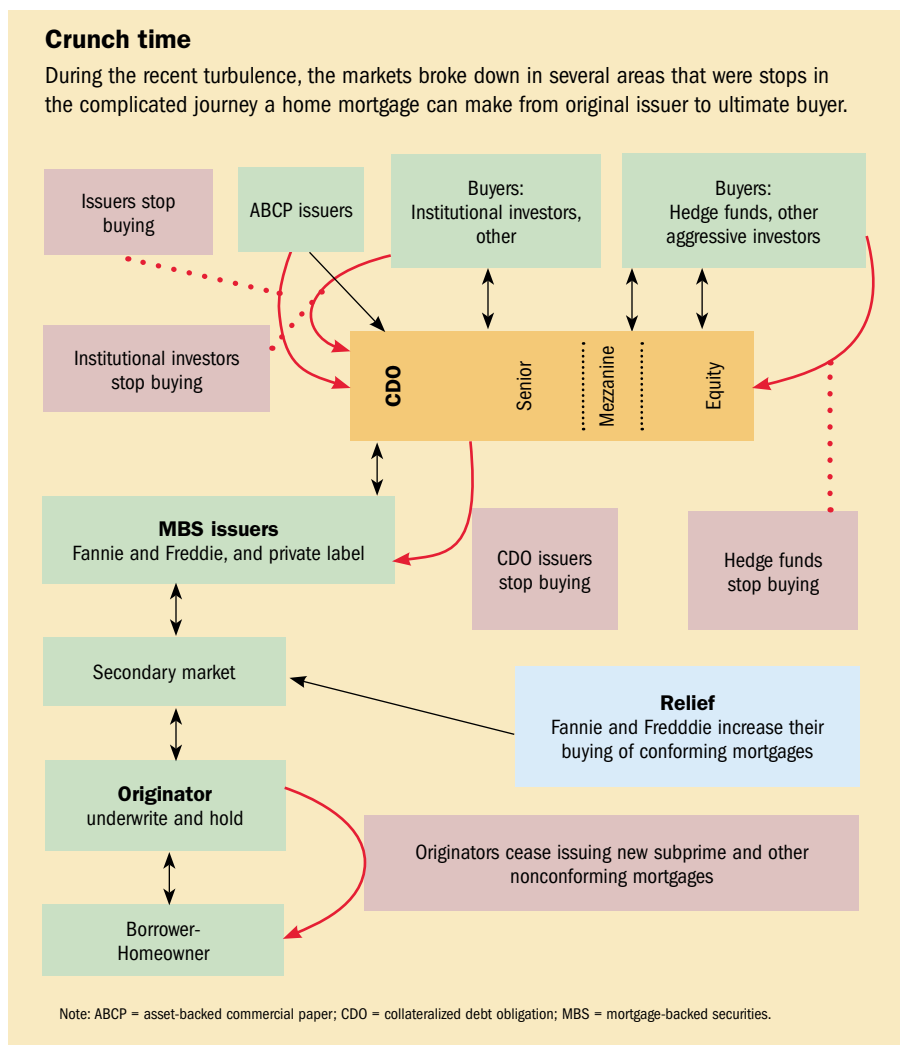 Crunch time
During the recent turbulence, the markets broke down in several areas that were stops in
the complicated journey a home mortgage can make from original issuer to ultimate buyer.
Issuers stop
buying
ABCP issuers
Buyers:
Institutional investors,
other
Buyers:
Hedge funds, other
aggressive investors
Institutional investors
stop buying
CDO
Senior
Mezzanine
Equity
MBS issuers
Fannie and Freddie, and private label
CDO issuers
stop buying
Hedge funds
stop buying
Secondary market
Relief
Fannie and Fredddie increase their
buying of conforming mortgages
Originator
underwrite and hold
Originators cease issuing new subprime and other
nonconforming mortgages
Borrower-
Homeowner
Note: ABCP = asset-backed commercial paper; CDO = collateralized debt obligation; MBS = mortgage-backed securities.